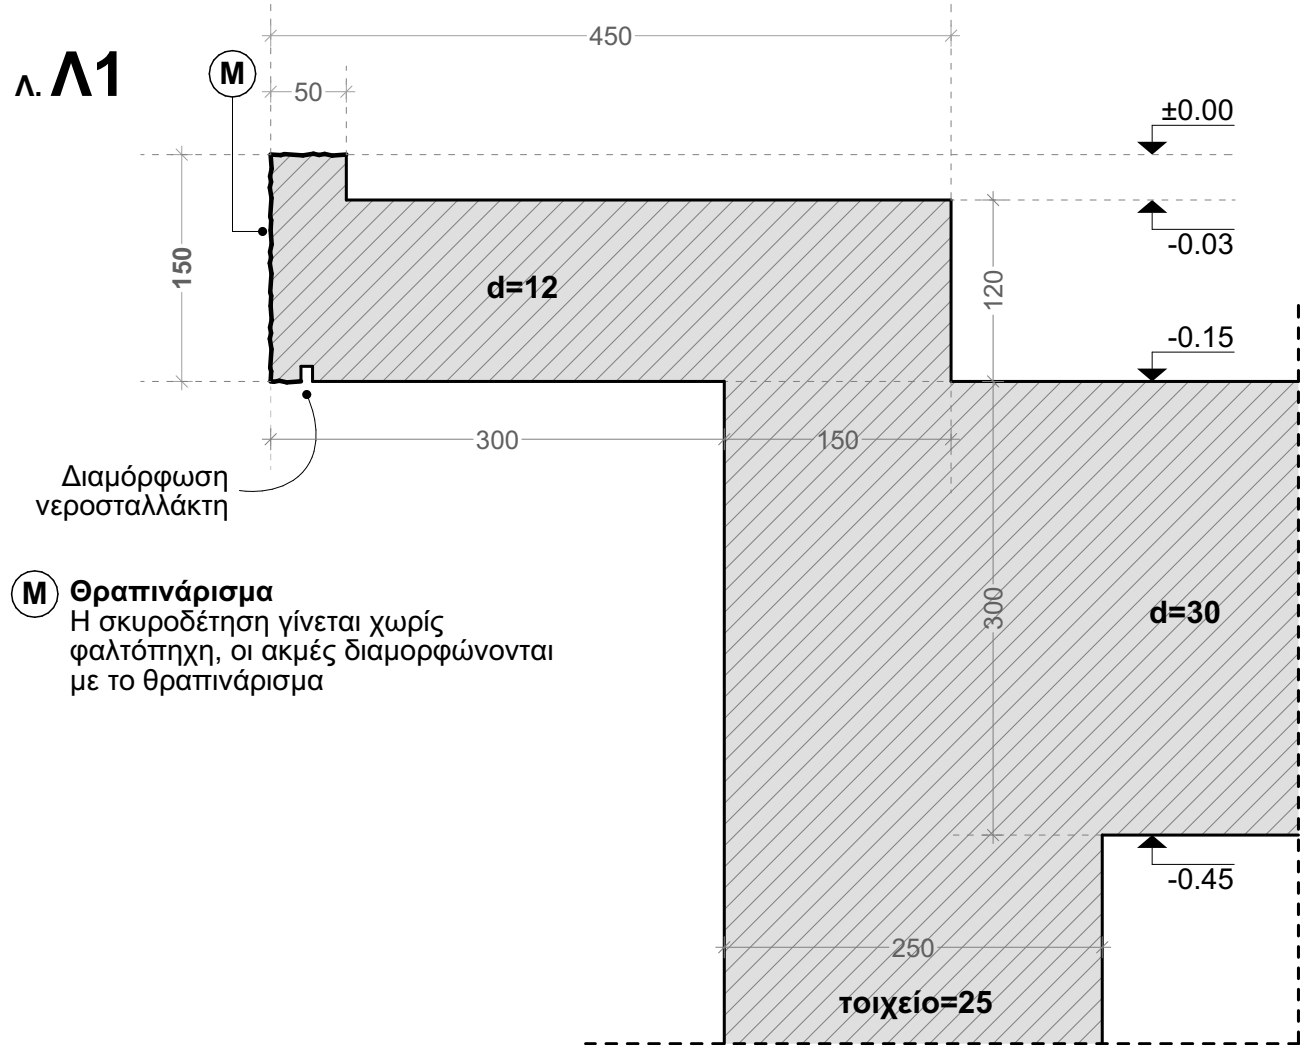 450
Λ. Λ1
M
50
±0.00
-0.03
150
d=12
120
-0.15
300
150
Διαμόρφωση
νεροσταλλάκτη
M Θραπινάρισμα
Η σκυροδέτηση γίνεται χωρίς
φαλτόπηχη, οι ακμές διαμορφώνονται
με το θραπινάρισμα
300
d=30
-0.45
250
τοιχείο=25